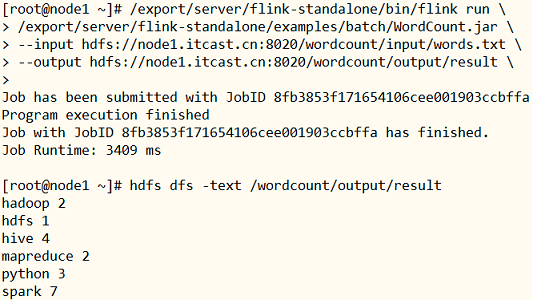 [root@node1 ~]# /export/server/flink-standalone/bin/flink run \
> /export/server/flink-standalone/examples/batch/WordCount.jar \
> --input hdfs://node1.itcast.cn:8020/wordcount/input/words.txt \
> --output hdfs://node1.itcast.cn:8020/wordcount/output/result \
>
Job has been submitted with JobID 8fb3853f171654106cee001903ccbffa
Program execution finished
Job with JobID 8fb3853f171654106cee001903ccbffa has finished.
Job Runtime: 3409 ms

[root@node1 ~]# hdfs dfs -text /wordcount/output/result
hadoop 2
hdfs 1
hive 4
mapreduce 2
python 3
spark 7